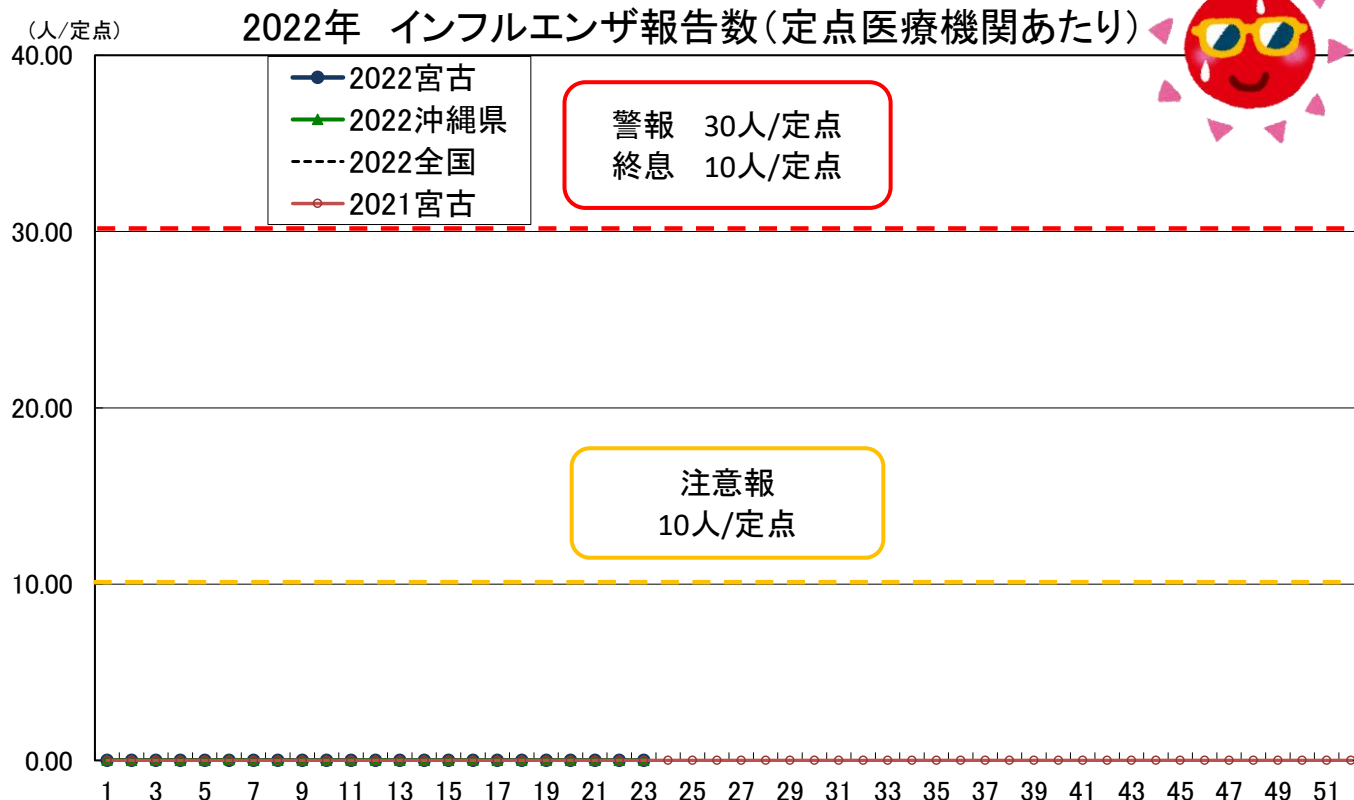 2022年　インフルエンザ報告数（定点医療機関あたり）
（人/定点）
2022宮古
2022沖縄県
2022全国
2021宮古
警報　30人/定点
終息　10人/定点
注意報
10人/定点
40.00
30.00
20.00
10.00
0.00
1 3 5 7 9 11 13 15 17 19 21 23 25 27 29 31 33 35 37 39 41 43 45 47 49 51